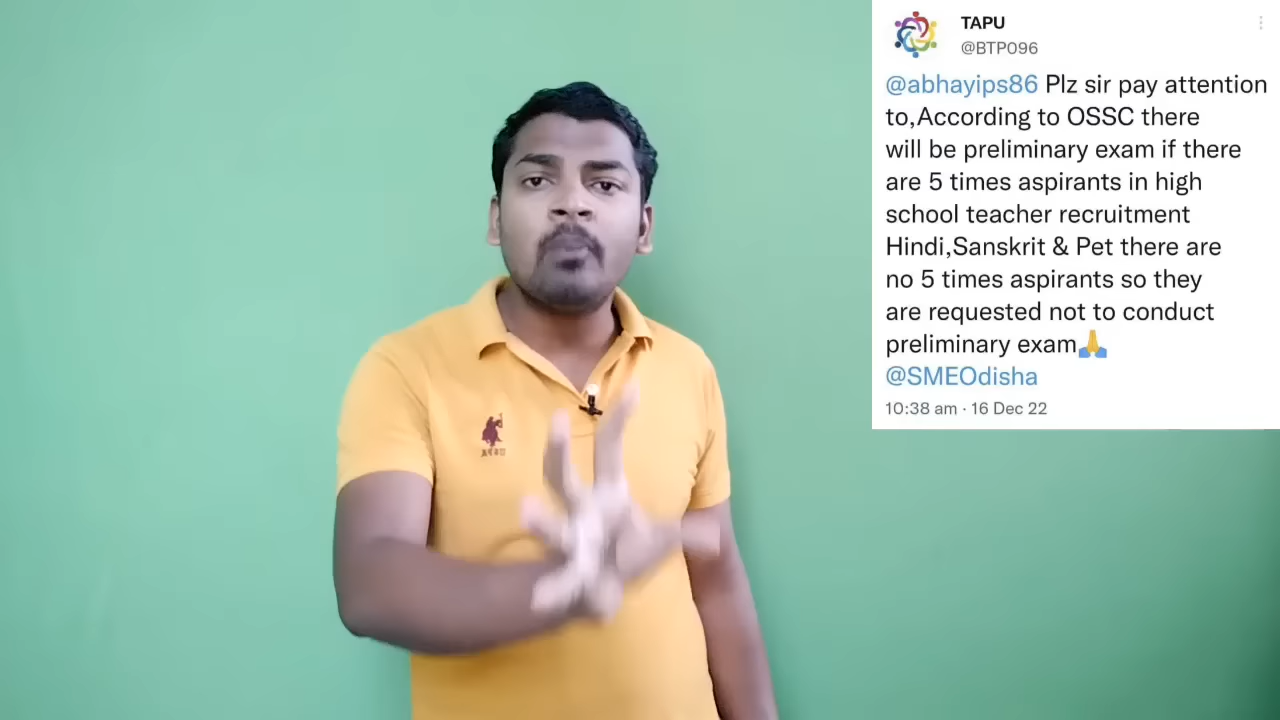 TAPU
@BTP096
@abhayips86 Plz sir pay attention
to,According to OSSC there
will be preliminary exam if there
are 5 times aspirants in high
school teacher recruitment
Hindi,Sanskrit & Pet there are
no 5 times aspirants so they
are requested not to conduct
preliminary exam🙏
@SMEOdisha
10:38 am · 16 Dec 22